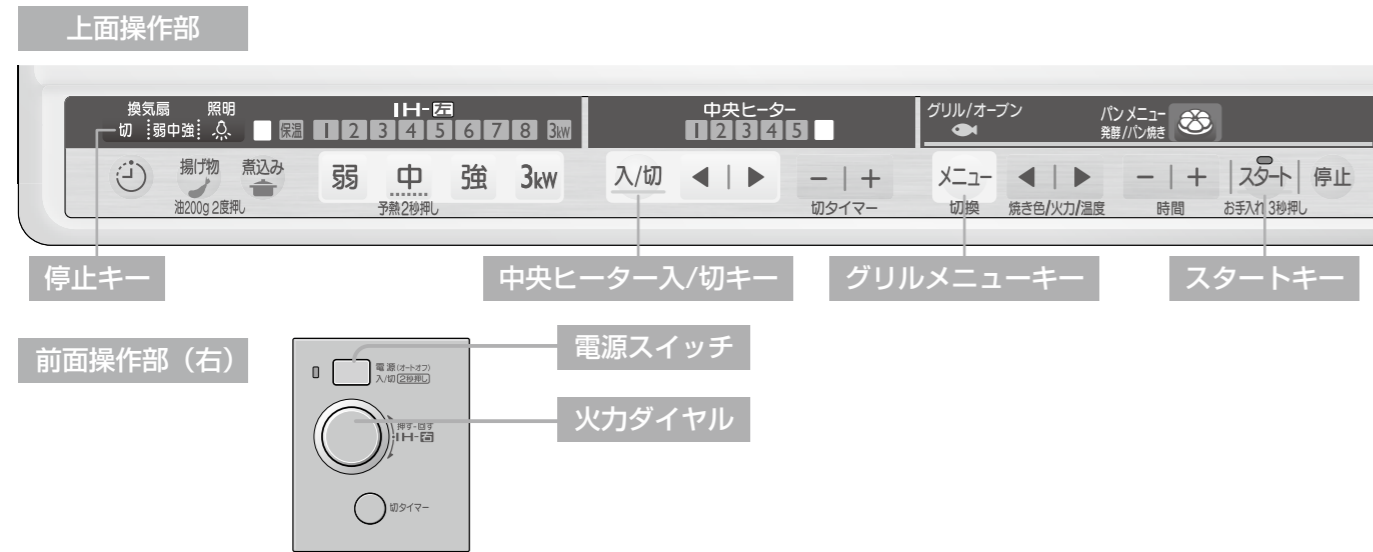 上面操作部
換気扇 照明 IH-右 中央ヒーター グリル/オーブン パンメニュー
切 弱中強 保温 1 2 3 4 5 6 7 8 3kW 1 2 3 4 5 発酵/パン焼き
揚げ物 煮込み 弱 中 強 3kW 入/切 ◀ | ▶ − | + メニュー ◀ | ▶ − | + スタート 停止
油200g 2度押し 予熱2秒押し 切タイマー 切換 焼き色/火力/温度 時間 お手入れ3秒押し
停止キー 中央ヒーター入/切キー グリルメニューキー スタートキー
前面操作部(右)
電源(オートオフ)
入/切 2秒押し
電源スイッチ
押す-回す
IH-右
火力ダイヤル
切タイマー